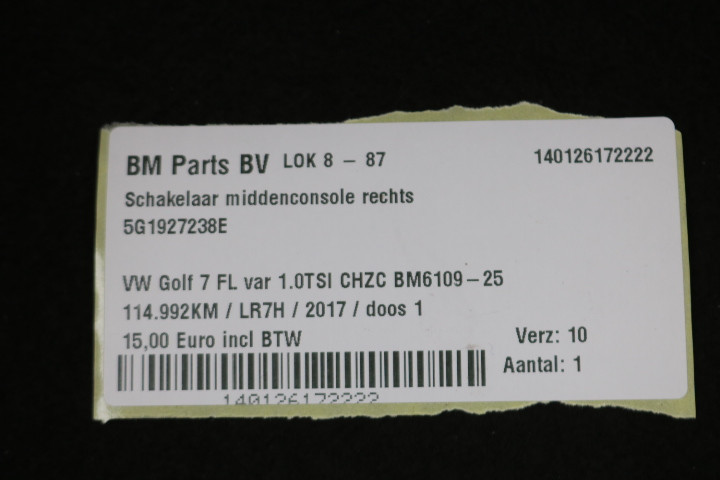 BM Parts BV LOK 8 - 87 140126172222
Schakelaar middenconsole rechts
5G1927238E
VW Golf 7 FL var 1.0TSI CHZC BM6109-25
114.992KM / LR7H / 2017 / doos 1
15,00 Euro incl BTW Verz: 10
Aantal: 1
140126172222